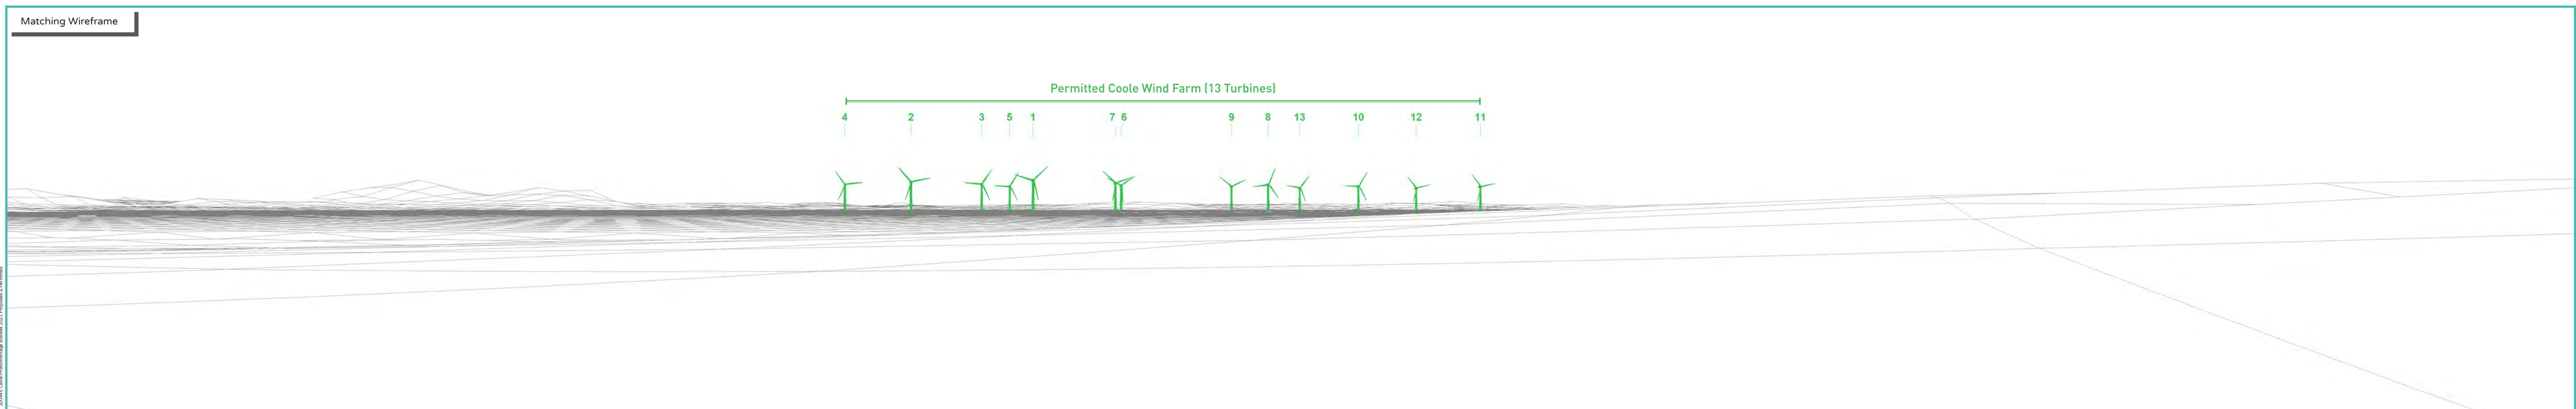 Matching Wireframe
Permitted Coole Wind Farm (13 Turbines)
4 2 3 5 1 7 6 9 8 13 10 12 11